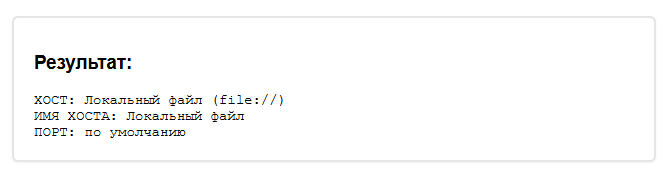 Результат:
ХОСТ: Локальный файл (file://)
ИМЯ ХОСТА: Локальный файл
ПОРТ: по умолчанию